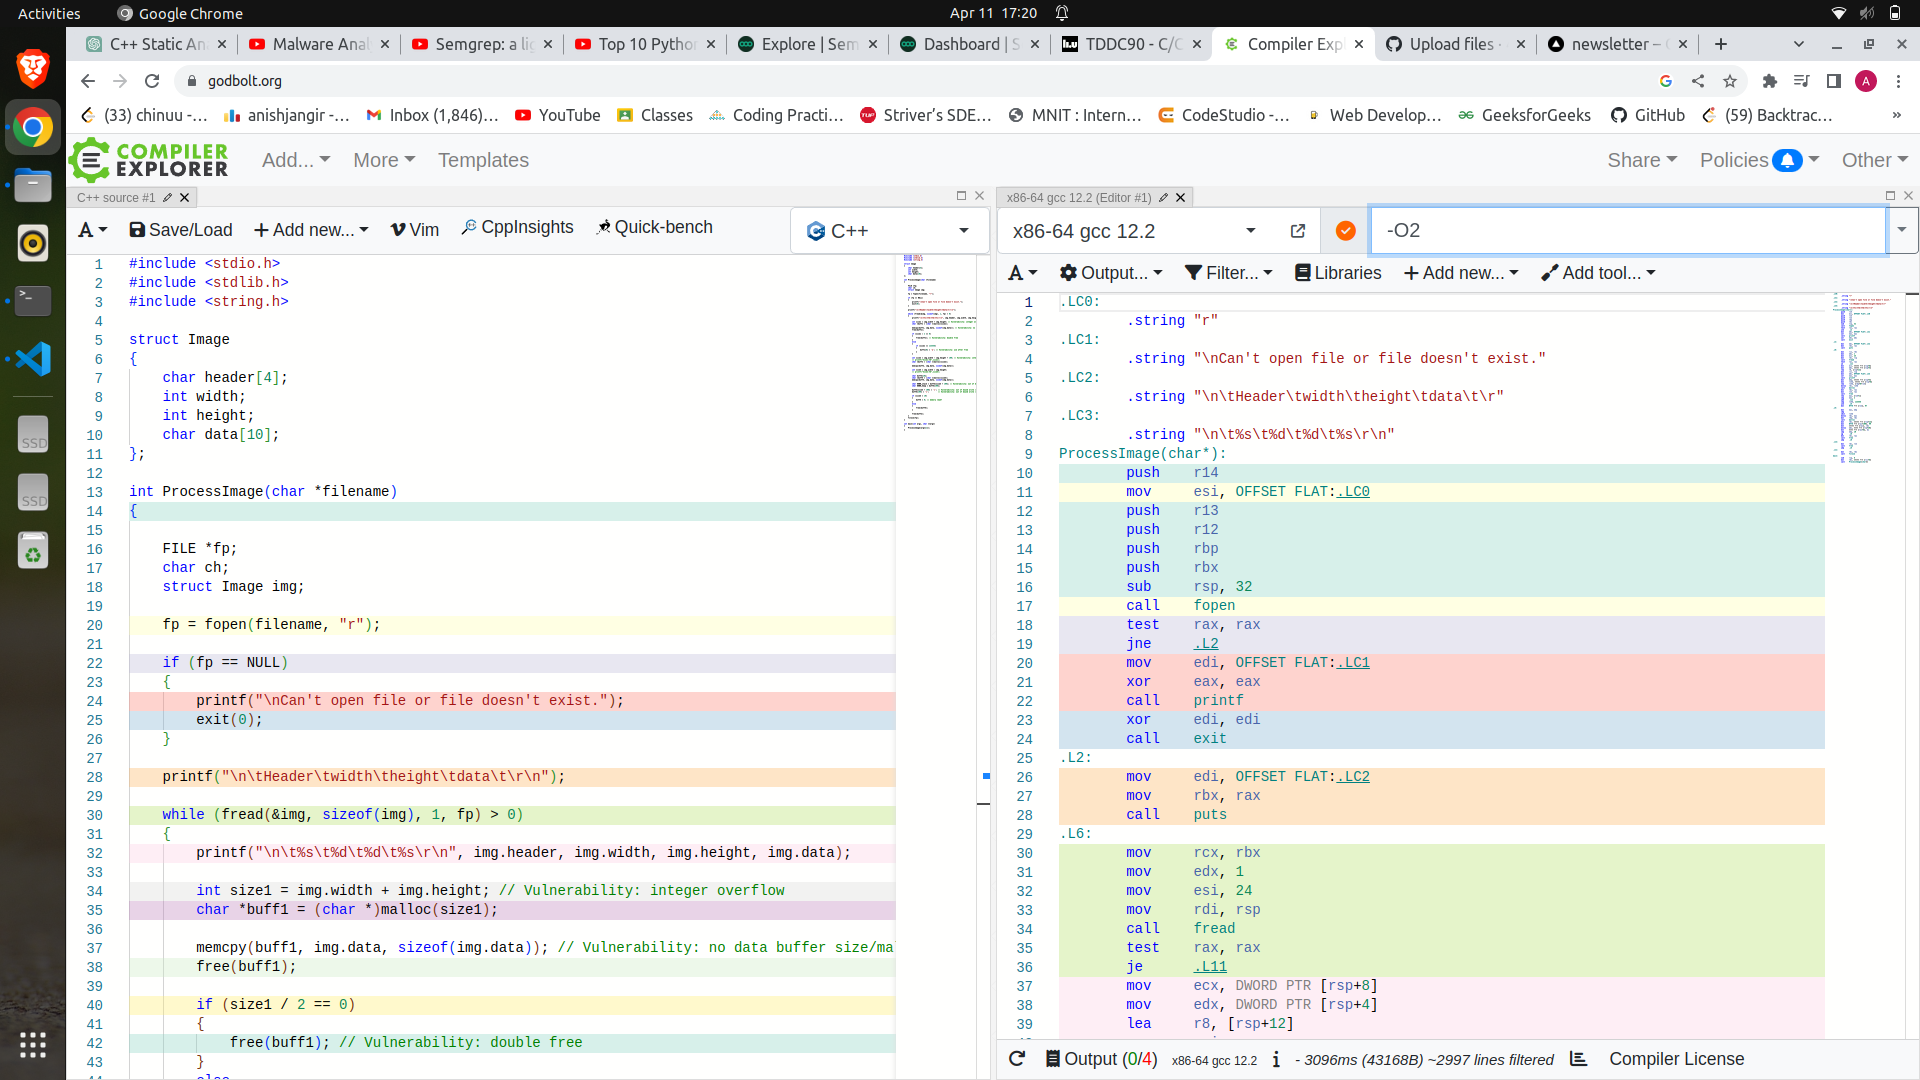 Activities
Google Chrome
Apr 11 17:20
C++ Static An
Malware Anal
Semgrep: a lig
Top 10 Python
Explore | Sem
Dashboard | S
TDDC90 - C/C
Compiler Exp
Upload files ·
newsletter –
godbolt.org
A
(33) chinuu -…
anishjangir -…
Inbox (1,846)…
YouTube
Classes
Coding Practi…
Striver’s SDE…
MNIT : Intern…
CodeStudio -…
Web Develop…
GeeksforGeeks
GitHub
(59) Backtrac…
»
COMPILER
EXPLORER
Add...
More
Templates
Share
Policies
Other
C++ source #1
A
Save/Load
+ Add new...
Vim
CppInsights
Quick-bench
C++
1 #include <stdio.h>
2 #include <stdlib.h>
3 #include <string.h>
4
5 struct Image
6 {
7 char header[4];
8 int width;
9 int height;
10 char data[10];
11 };
12
13 int ProcessImage(char *filename)
14 {
15
16 FILE *fp;
17 char ch;
18 struct Image img;
19
20 fp = fopen(filename, "r");
21
22 if (fp == NULL)
23 {
24 printf("\nCan't open file or file doesn't exist.");
25 exit(0);
26 }
27
28 printf("\n\tHeader\twidth\theight\tdata\t\r\n");
29
30 while (fread(&img, sizeof(img), 1, fp) > 0)
31 {
32 printf("\n\t%s\t%d\t%d\t%s\r\n", img.header, img.width, img.height, img.data);
33
34 int size1 = img.width + img.height; // Vulnerability: integer overflow
35 char *buff1 = (char *)malloc(size1);
36
37 memcpy(buff1, img.data, sizeof(img.data)); // Vulnerability: no data buffer size/ma
38 free(buff1);
39
40 if (size1 / 2 == 0)
41 {
42 free(buff1); // Vulnerability: double free
43 }
44 else
x86-64 gcc 12.2 (Editor #1)
x86-64 gcc 12.2
-O2
A
Output...
Filter...
Libraries
+ Add new...
Add tool...
1 .LC0:
2 .string "r"
3 .LC1:
4 .string "\nCan't open file or file doesn't exist."
5 .LC2:
6 .string "\n\tHeader\twidth\theight\tdata\t\r"
7 .LC3:
8 .string "\n\t%s\t%d\t%d\t%s\r\n"
9 ProcessImage(char*):
10 push r14
11 mov esi, OFFSET FLAT:.LC0
12 push r13
13 push r12
14 push rbp
15 push rbx
16 sub rsp, 32
17 call fopen
18 test rax, rax
19 jne .L2
20 mov edi, OFFSET FLAT:.LC1
21 xor eax, eax
22 call printf
23 xor edi, edi
24 call exit
25 .L2:
26 mov edi, OFFSET FLAT:.LC2
27 mov rbx, rax
28 call puts
29 .L6:
30 mov rcx, rbx
31 mov edx, 1
32 mov esi, 24
33 mov rdi, rsp
34 call fread
35 test rax, rax
36 je .L11
37 mov ecx, DWORD PTR [rsp+8]
38 mov edx, DWORD PTR [rsp+4]
39 lea r8, [rsp+12]
Output (0/4)
x86-64 gcc 12.2
i
- 3096ms (43168B) ~2997 lines filtered
Compiler License
SSD
SSD